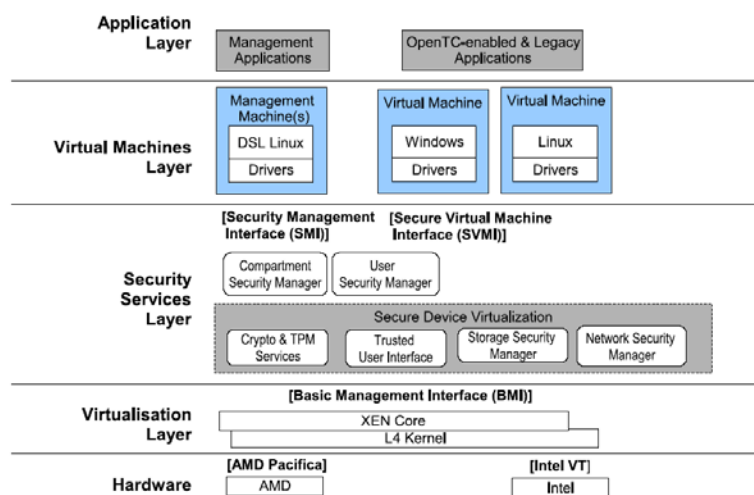 Application
Layer
Management
Applications
OpenTC-enabled & Legacy
Applications
Virtual Machines
Layer
Management
Machine(s)
DSL Linux
Drivers
Virtual Machine
Windows
Drivers
Virtual Machine
Linux
Drivers
[Security Management
Interface (SMI)]
[Secure Virtual Machine
Interface (SVMI)]
Security
Services
Layer
Compartment
Security Manager
User
Security Manager
Secure Device Virtualization
Crypto & TPM
Services
Trusted
User Interface
Storage Security
Manager
Network Security
Manager
[Basic Management Interface (BMI)]
Virtualisation
Layer
XEN Core
L4 Kernel
Hardware
[AMD Pacifica]
AMD
[Intel VT]
Intel